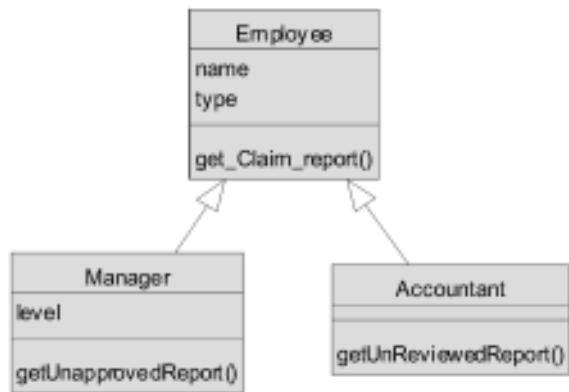 Employee
name
type
get_Claim_report()
Manager
level
getUnapprovedReport()
Accountant
getUnReviewedReport()